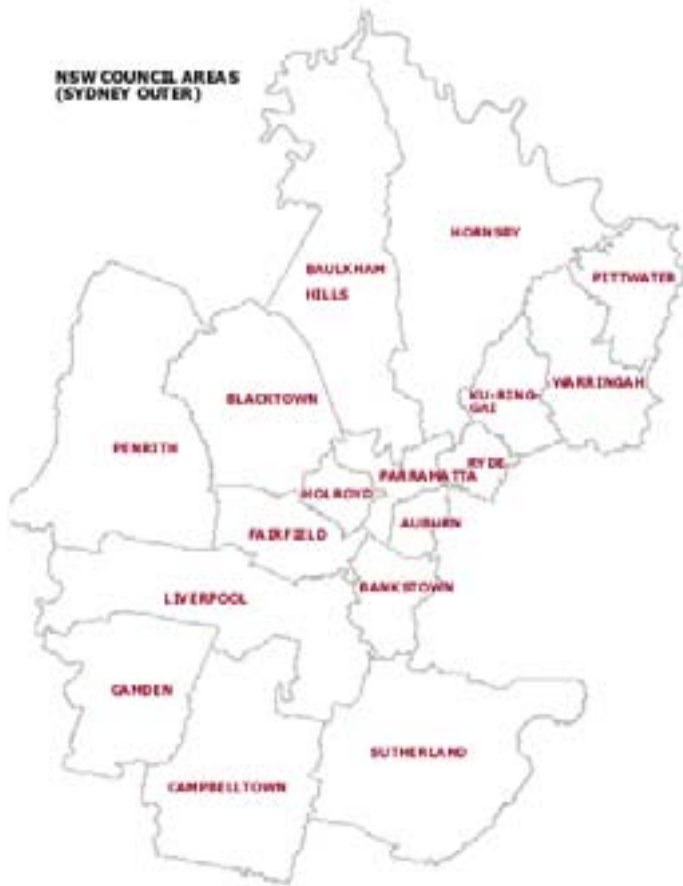 NSW COUNCIL AREAS
(SYDNEY OUTER)
HORNSBY
BAULKHAM
HILLS
PITTWATER
WARRINGAH
KU-RING-
GAI
BLACKTOWN
PENRITH
RYDE
PARRAMATTA
HOLROYD
AUBURN
FAIRFIELD
BANKSTOWN
LIVERPOOL
CAMDEN
SUTHERLAND
CAMPBELLTOWN